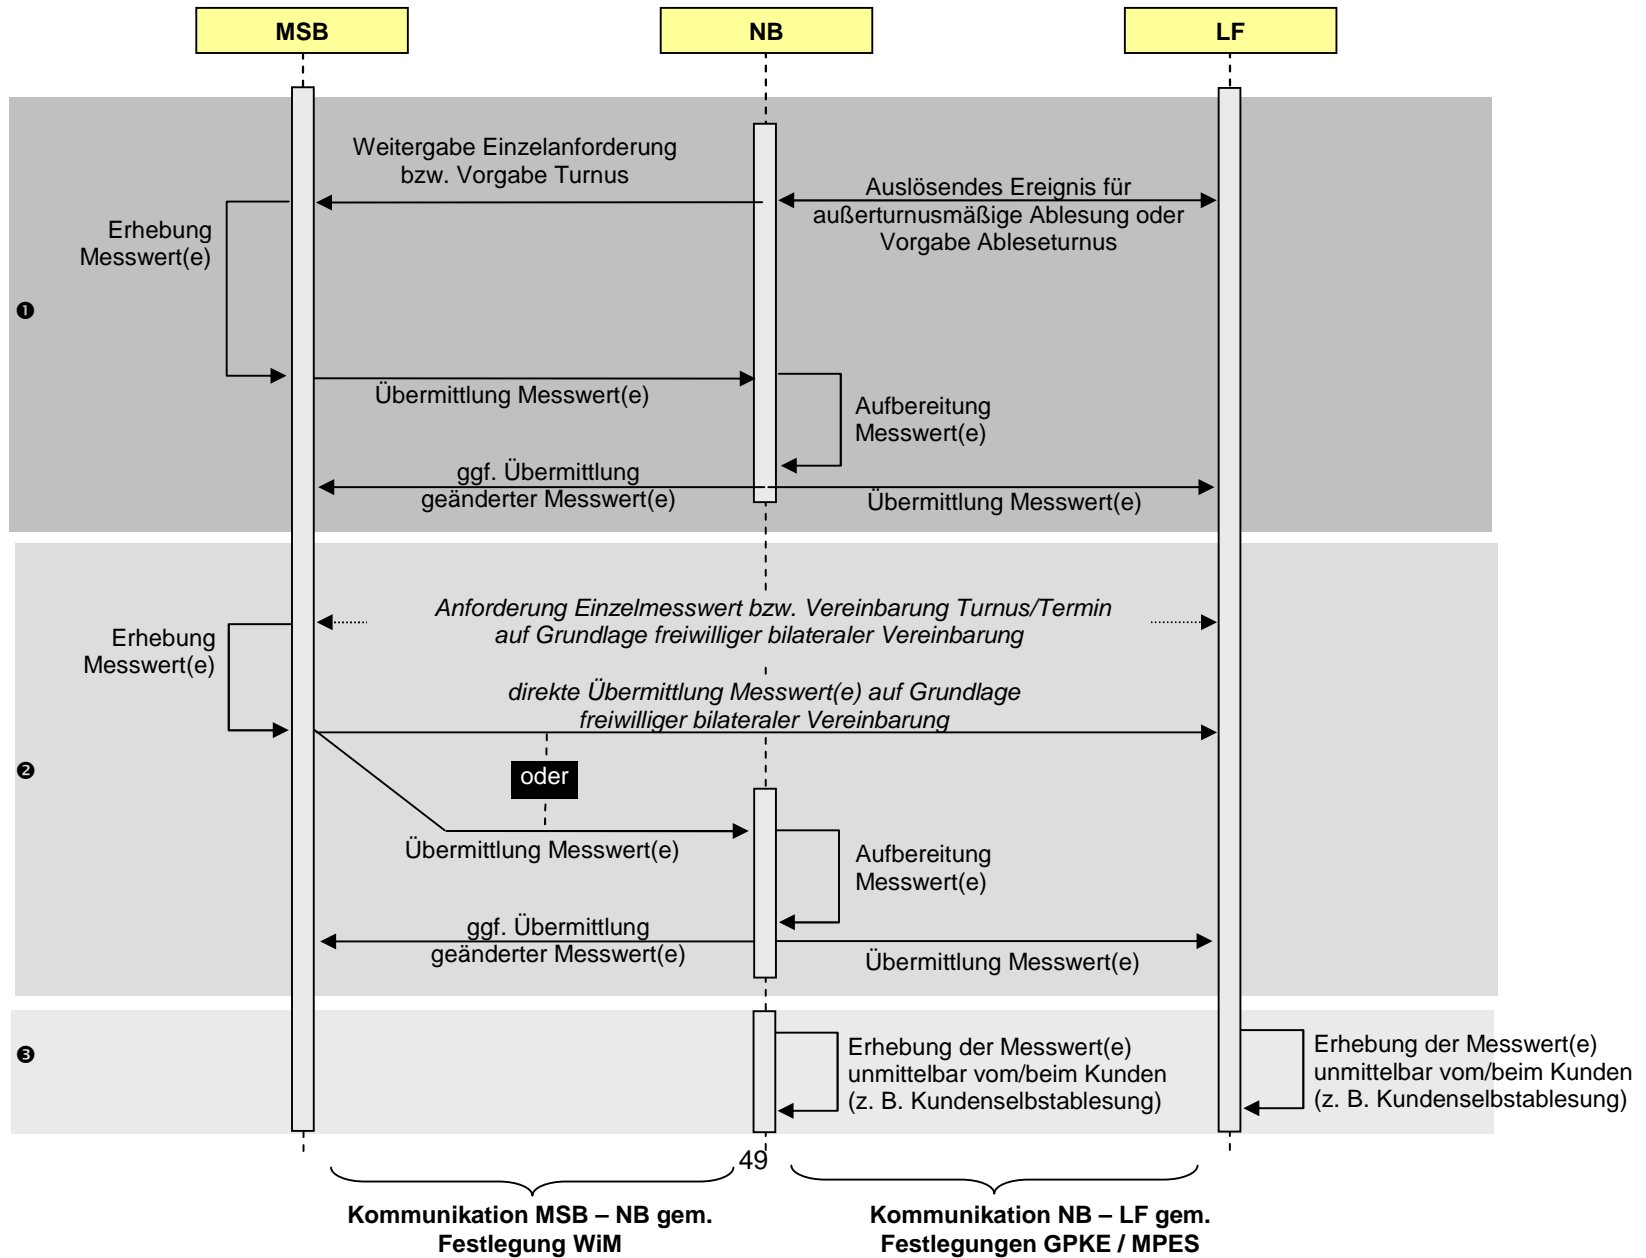 MSB
NB
LF
Weitergabe Einzelanforderung
bzw. Vorgabe Turnus
Auslösendes Ereignis für
außerturnusmäßige Ablesung oder
Vorgabe Ableseturnus
Erhebung
Messwert(e)
❶
Übermittlung Messwert(e)
Aufbereitung
Messwert(e)
ggf. Übermittlung
geänderter Messwert(e)
Übermittlung Messwert(e)
Anforderung Einzelmesswert bzw. Vereinbarung Turnus/Termin
auf Grundlage freiwilliger bilateraler Vereinbarung
Erhebung
Messwert(e)
direkte Übermittlung Messwert(e) auf Grundlage
freiwilliger bilateraler Vereinbarung
❷
oder
Übermittlung Messwert(e)
Aufbereitung
Messwert(e)
ggf. Übermittlung
geänderter Messwert(e)
Übermittlung Messwert(e)
❸
Erhebung der Messwert(e)
unmittelbar vom/beim Kunden
(z. B. Kundenselbstablesung)
Erhebung der Messwert(e)
unmittelbar vom/beim Kunden
(z. B. Kundenselbstablesung)
49
Kommunikation MSB – NB gem.
Festlegung WiM
Kommunikation NB – LF gem.
Festlegungen GPKE / MPES